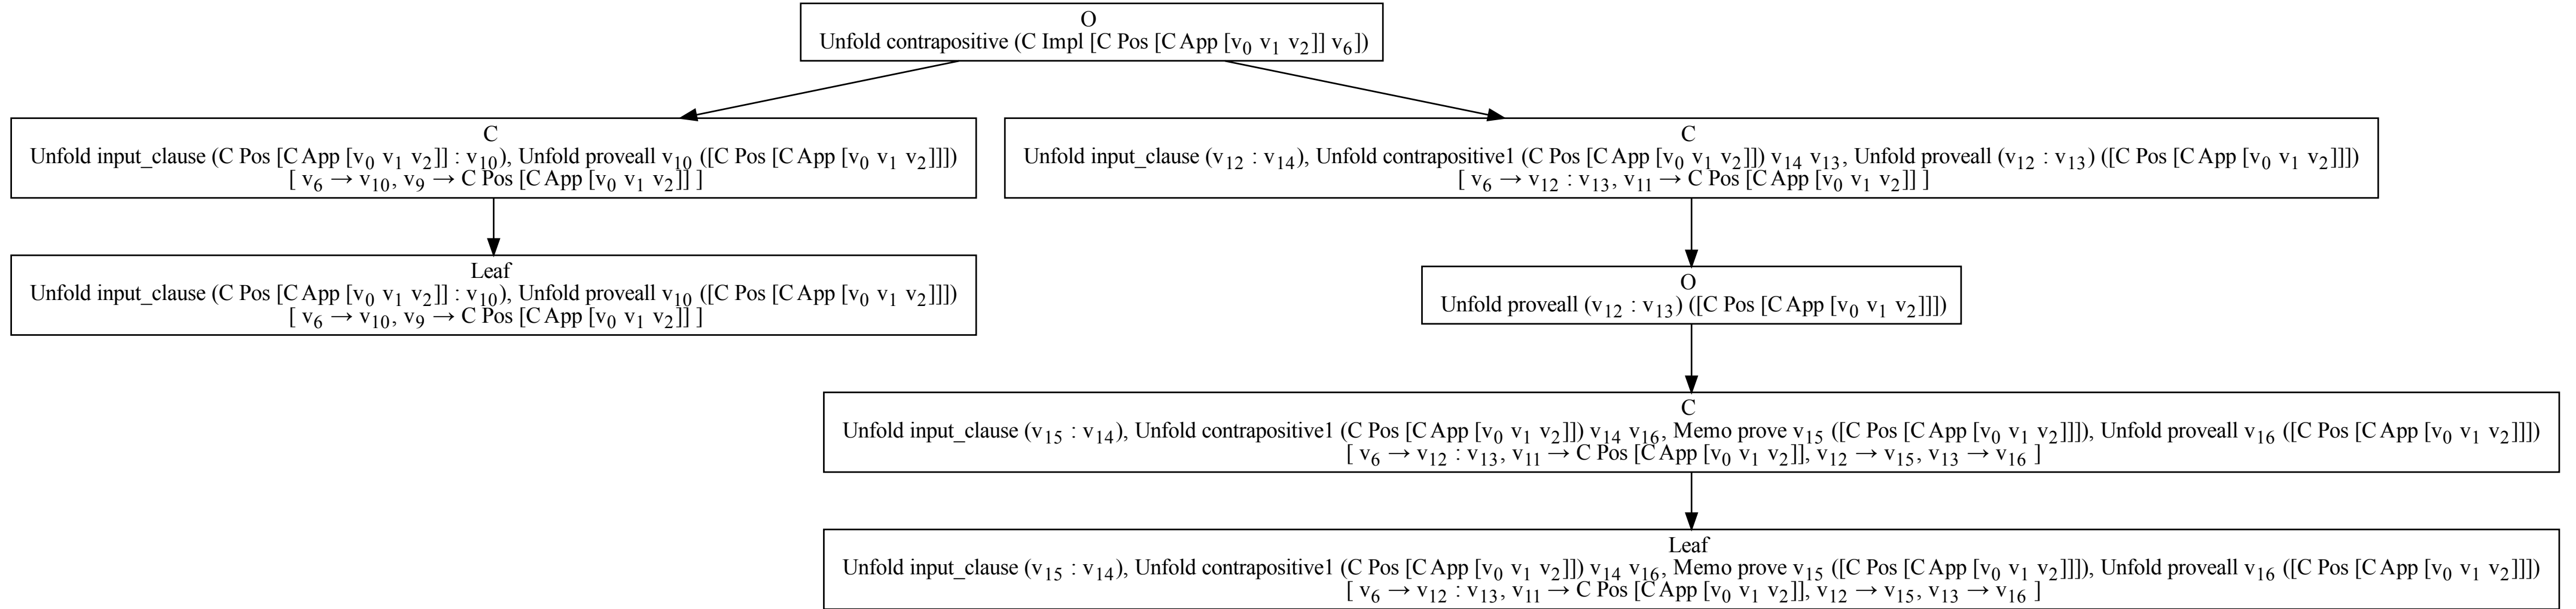 O
Unfold contrapositive (C Impl [C Pos [C App [v₀ v₁ v₂]] v₆])
C
Unfold input_clause (C Pos [C App [v₀ v₁ v₂]] : v₁₀), Unfold proveall v₁₀ ([C Pos [C App [v₀ v₁ v₂]]])
[ v₆ → v₁₀, v₉ → C Pos [C App [v₀ v₁ v₂]] ]
C
Unfold input_clause (v₁₂ : v₁₄), Unfold contrapositive1 (C Pos [C App [v₀ v₁ v₂]]) v₁₄ v₁₃, Unfold proveall (v₁₂ : v₁₃) ([C Pos [C App [v₀ v₁ v₂]]])
[ v₆ → v₁₂ : v₁₃, v₁₁ → C Pos [C App [v₀ v₁ v₂]] ]
Leaf
Unfold input_clause (C Pos [C App [v₀ v₁ v₂]] : v₁₀), Unfold proveall v₁₀ ([C Pos [C App [v₀ v₁ v₂]]])
[ v₆ → v₁₀, v₉ → C Pos [C App [v₀ v₁ v₂]] ]
O
Unfold proveall (v₁₂ : v₁₃) ([C Pos [C App [v₀ v₁ v₂]]])
C
Unfold input_clause (v₁₅ : v₁₄), Unfold contrapositive1 (C Pos [C App [v₀ v₁ v₂]]) v₁₄ v₁₆, Memo prove v₁₅ ([C Pos [C App [v₀ v₁ v₂]]]), Unfold proveall v₁₆ ([C Pos [C App [v₀ v₁ v₂]]])
[ v₆ → v₁₂ : v₁₃, v₁₁ → C Pos [C App [v₀ v₁ v₂]], v₁₂ → v₁₅, v₁₃ → v₁₆ ]
Leaf
Unfold input_clause (v₁₅ : v₁₄), Unfold contrapositive1 (C Pos [C App [v₀ v₁ v₂]]) v₁₄ v₁₆, Memo prove v₁₅ ([C Pos [C App [v₀ v₁ v₂]]]), Unfold proveall v₁₆ ([C Pos [C App [v₀ v₁ v₂]]])
[ v₆ → v₁₂ : v₁₃, v₁₁ → C Pos [C App [v₀ v₁ v₂]], v₁₂ → v₁₅, v₁₃ → v₁₆ ]